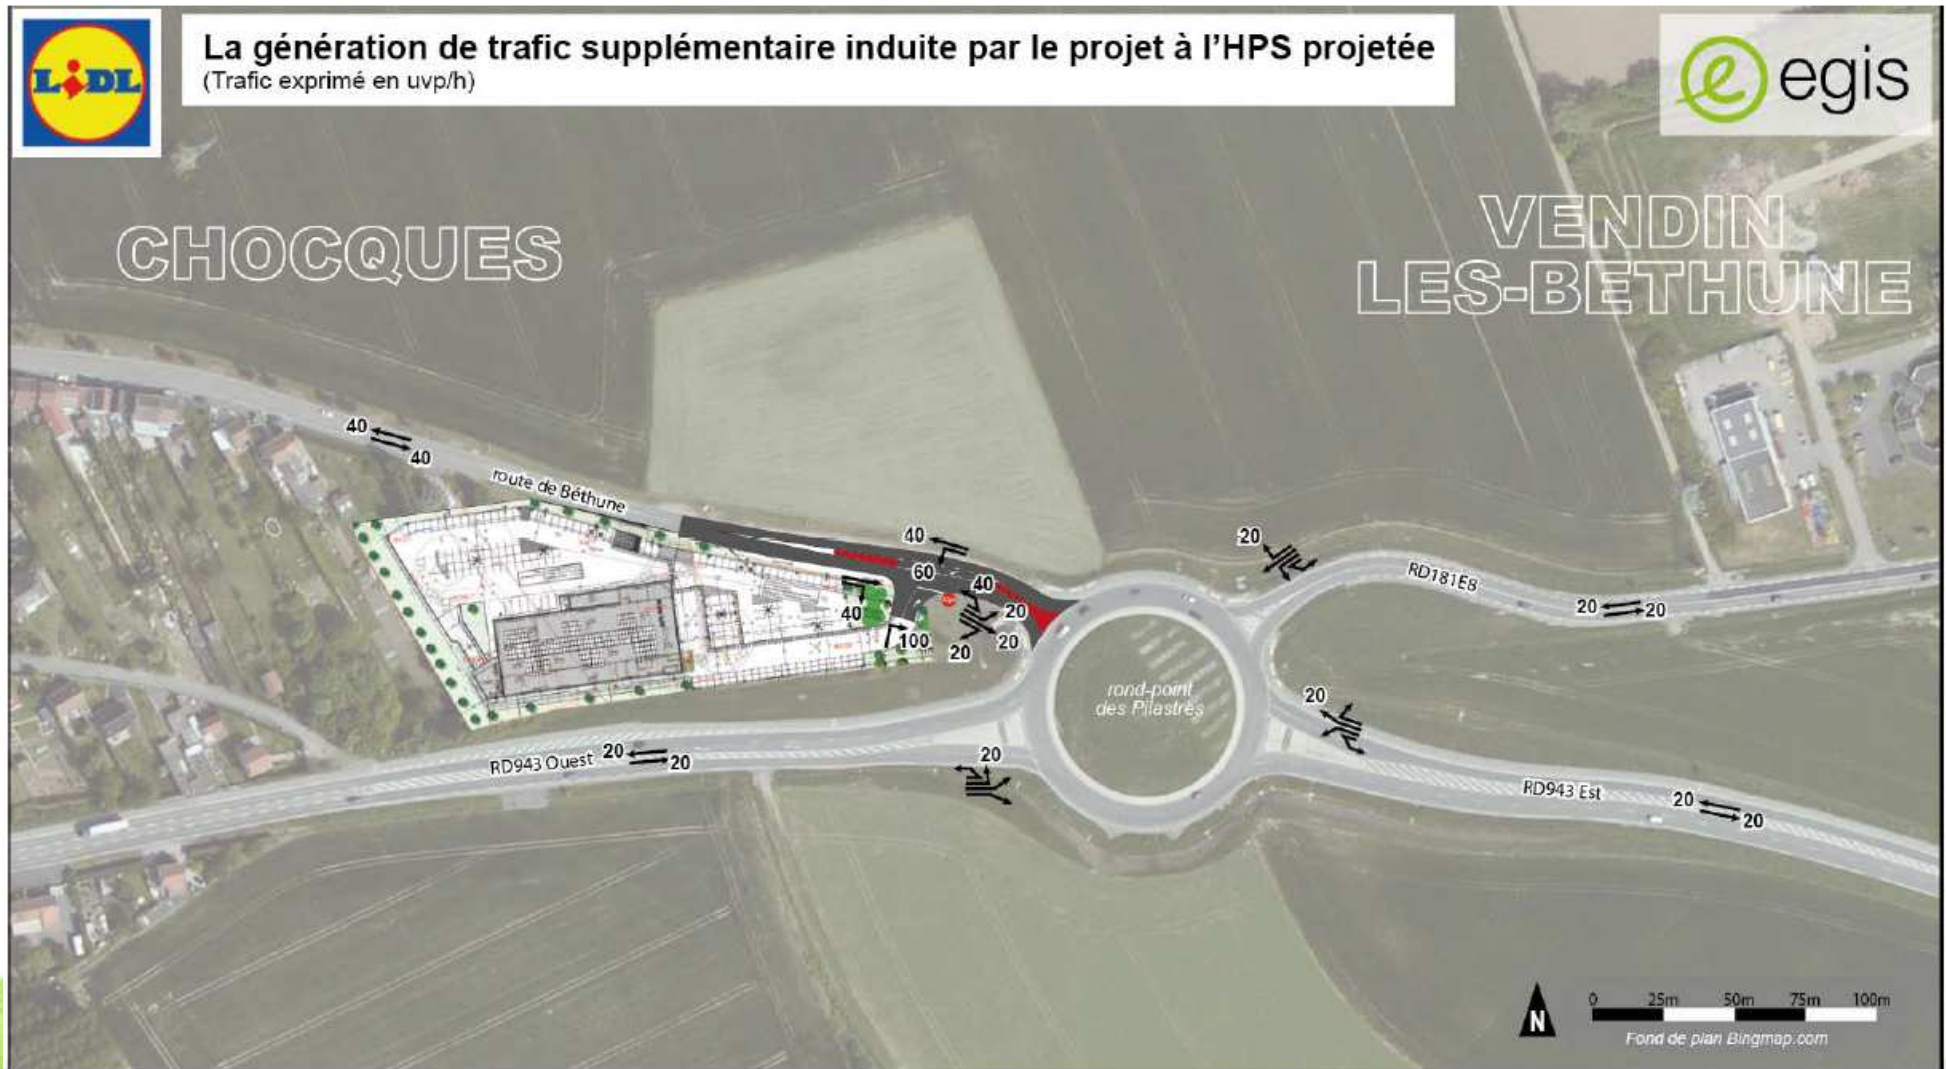 LIDL
La génération de trafic supplémentaire induite par le projet à l'HPS projetée
(Trafic exprimé en uvp/h)
egis
CHOCQUES
VENDIN
LES-BETHUNE
40
40
route de Béthune
40
60
40
20
40
100
20
20
20
RD181E8
20
20
rond-point
des Pilastres
20
RD943 Ouest
20
20
20
RD943 Est
20
20
N
0 25m 50m 75m 100m
Fond de plan Bingmap.com